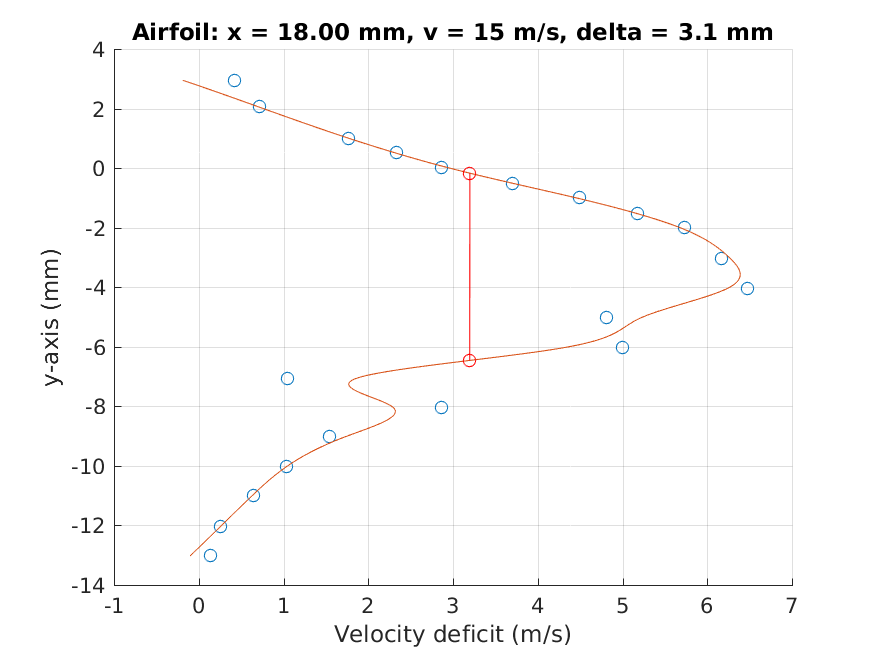 Airfoil: x = 18.00 mm, v = 15 m/s, delta = 3.1 mm
4
2
0
-2
-4
-6
-8
-10
-12
-14
y-axis (mm)
-1 0 1 2 3 4 5 6 7
Velocity deficit (m/s)